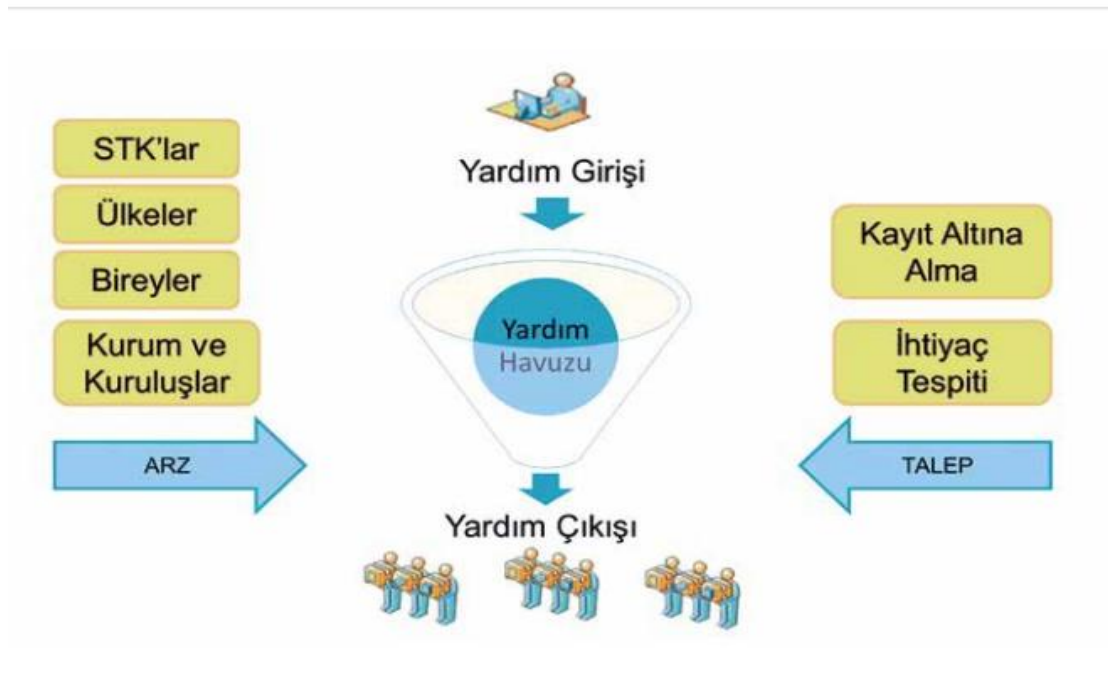 Yardım Girişi
STK'lar
Ülkeler
Bireyler
Kurum ve
Kuruluşlar
ARZ
Yardım
Havuzu
Kayıt Altına
Alma
İhtiyaç
Tespiti
TALEP
Yardım Çıkışı